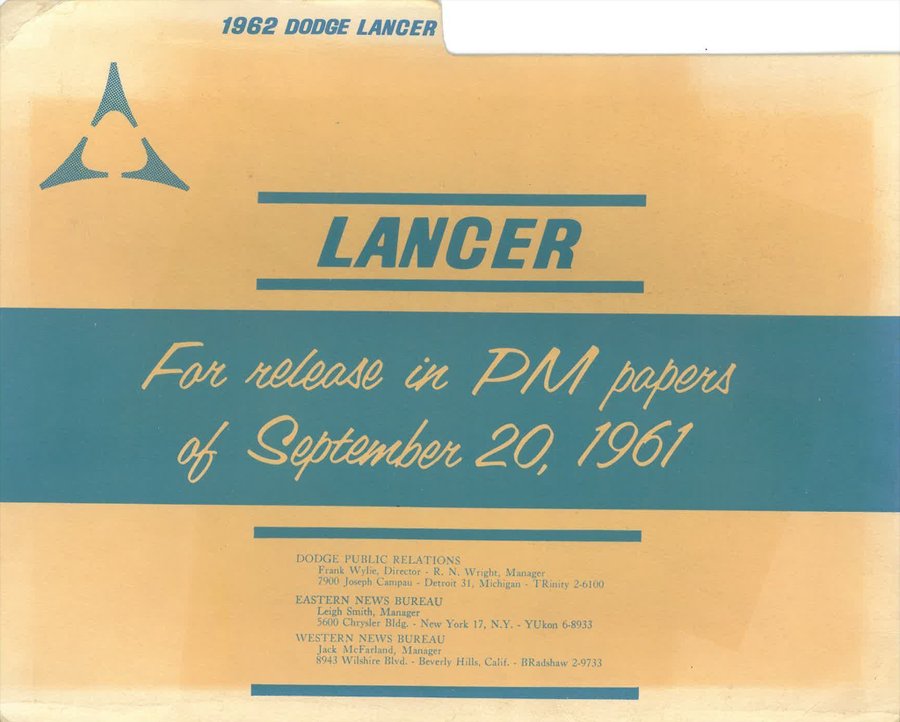 1962 DODGE LANCER
LANCER
For release in PM papers
of September 20, 1961
DODGE PUBLIC RELATIONS
Frank Wylie, Director - R. N. Wright, Manager
7900 Joseph Campau - Detroit 31, Michigan - TRinity 2-6100
EASTERN NEWS BUREAU
Leigh Smith, Manager
5600 Chrysler Bldg. - New York 17, N.Y. - YUkon 6-8933
WESTERN NEWS BUREAU
Jack McFarland, Manager
8943 Wilshire Blvd. - Beverly Hills, Calif. - BRadshaw 2-9733